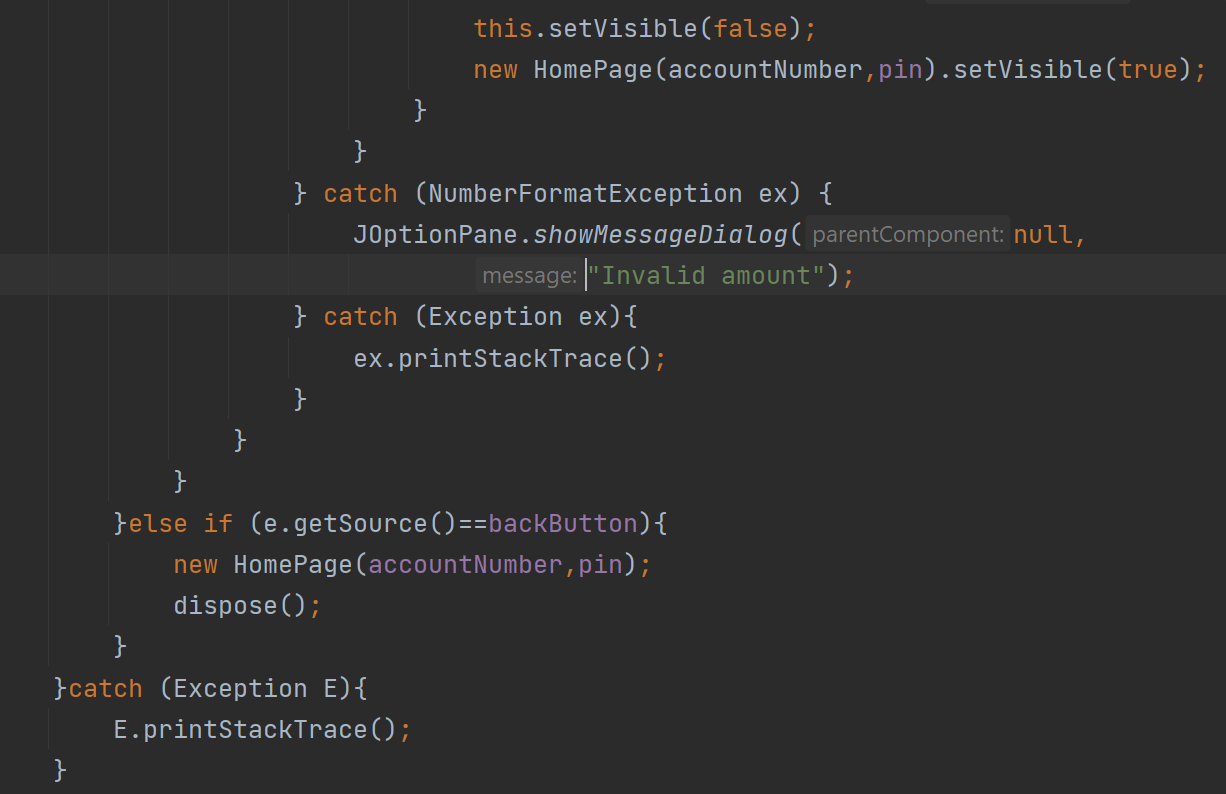 this.setVisible(false);
new HomePage(accountNumber,pin).setVisible(true);
}
}
} catch (NumberFormatException ex) {
JOptionPane.showMessageDialog( parentComponent: null,
message: "Invalid amount");
} catch (Exception ex){
ex.printStackTrace();
}
}
}
}else if (e.getSource()==backButton){
new HomePage(accountNumber,pin);
dispose();
}
}catch (Exception E){
E.printStackTrace();
}